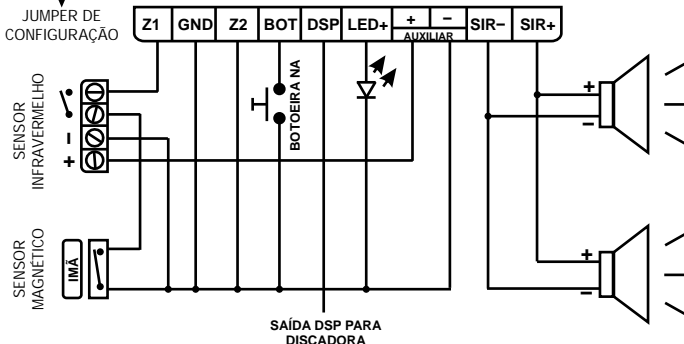 JUMPER DE
CONFIGURAÇÃO
Z1 GND Z2 BOT DSP LED+ + − SIR− SIR+
AUXILIAR
SENSOR
INFRAVERMELHO
− +
BOTOEIRA NA
+
−
SENSOR
MAGNÉTICO
IMÃ
+
−
SAÍDA DSP PARA
DISCADORA